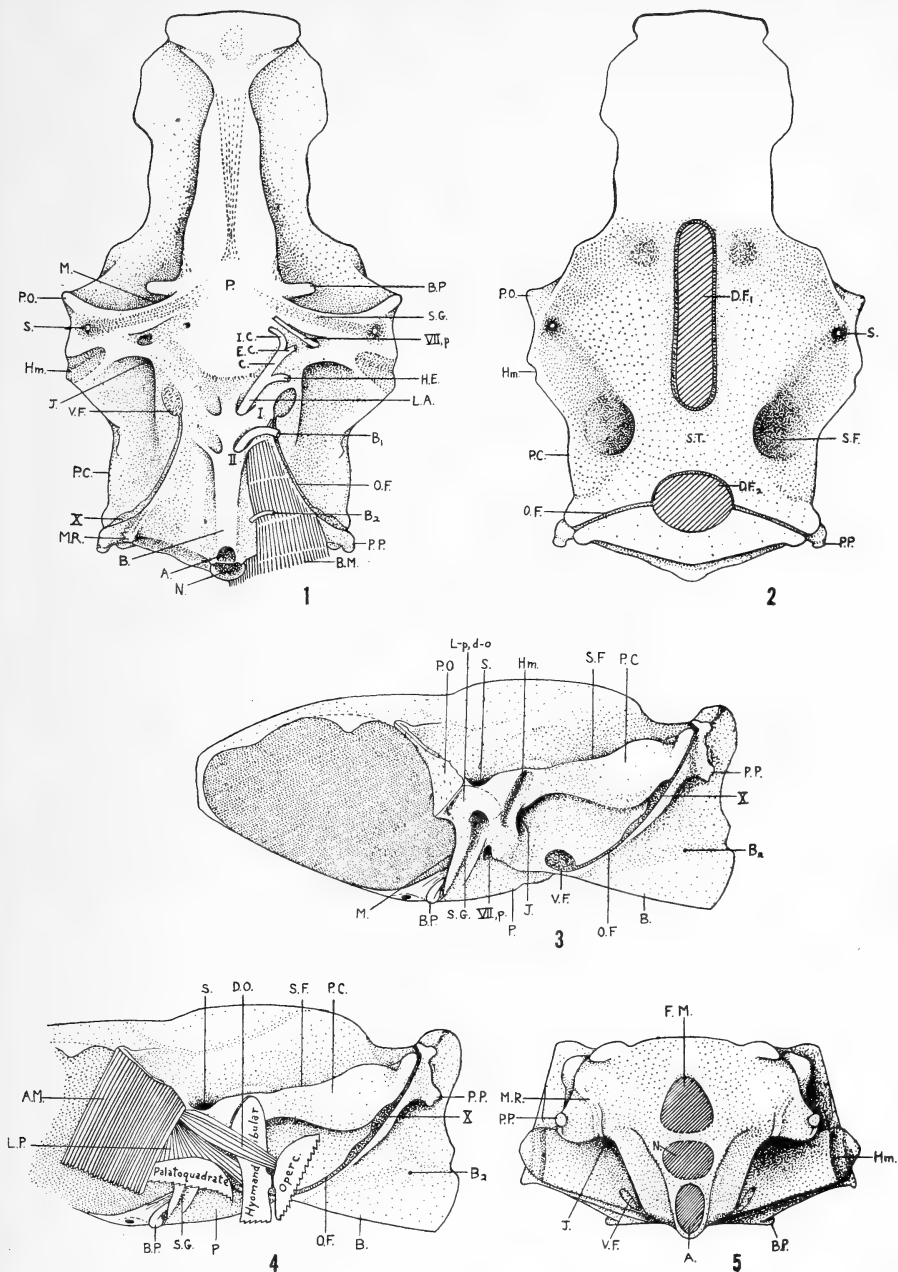 M.
P.O.
S.
Hm.
J.
V.F.
P.C.
X
M.R.
B.
A.
N.
P.
I.C.
E.C.
C.
I
II
B.P.
S.G.
VII,p
H.E.
L.A.
B1
O.F.
B2
P.P.
B.M.
1
P.O.
Hm.
P.C.
O.F.
D.F1
S.T.
D.F2
S.
S.F.
P.P.
2
L-p,d-o
P.O
S.
Hm.
S.F
P.C
P.P.
X
B2
M.
B.P.
S.G.
VII,p.
P.
J.
V.F.
O.F
B.
3
S.
D.O.
S.F.
P.C.
A.M
L.P.
Palatoquadrate
Hyomandibular
Operc.
P.P.
X
B2
B.P.
S.G.
P
O.F.
B.
4
F.M.
M.R.
P.P.
N.
Hm.
J.
V.F.
A.
B.P.
5